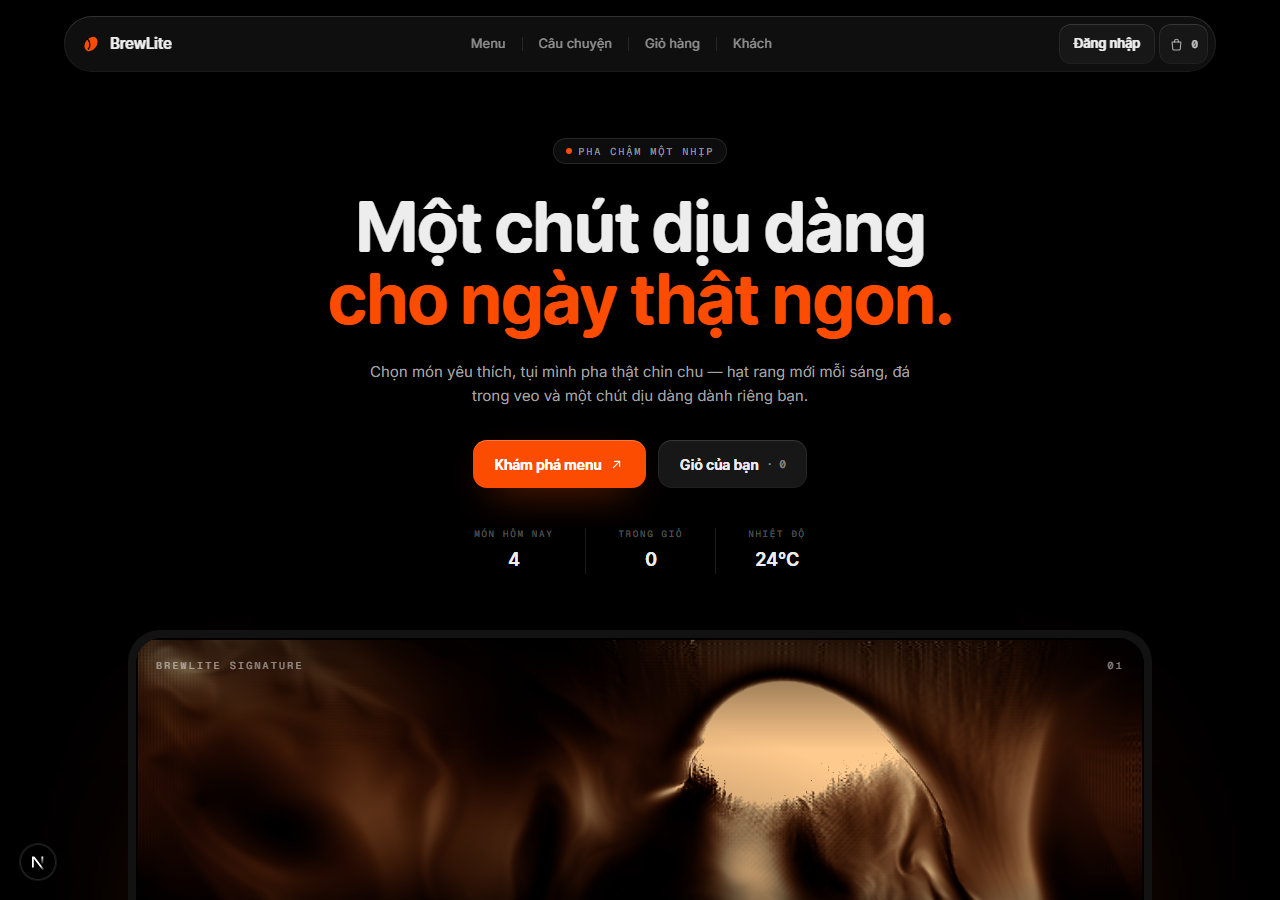 BrewLite
Menu
Câu chuyện
Giỏ hàng
Khách
Đăng nhập
0
PHA CHẬM MỘT NHỊP
Một chút dịu dàng
cho ngày thật ngon.
Chọn món yêu thích, tụi mình pha thật chỉn chu — hạt rang mới mỗi sáng, đá
trong veo và một chút dịu dàng dành riêng bạn.
Khám phá menu ↗
Giỏ của bạn · 0
MÓN HÔM NAY
4
TRONG GIỎ
0
NHIỆT ĐỘ
24°C
BREWLITE SIGNATURE
01
N